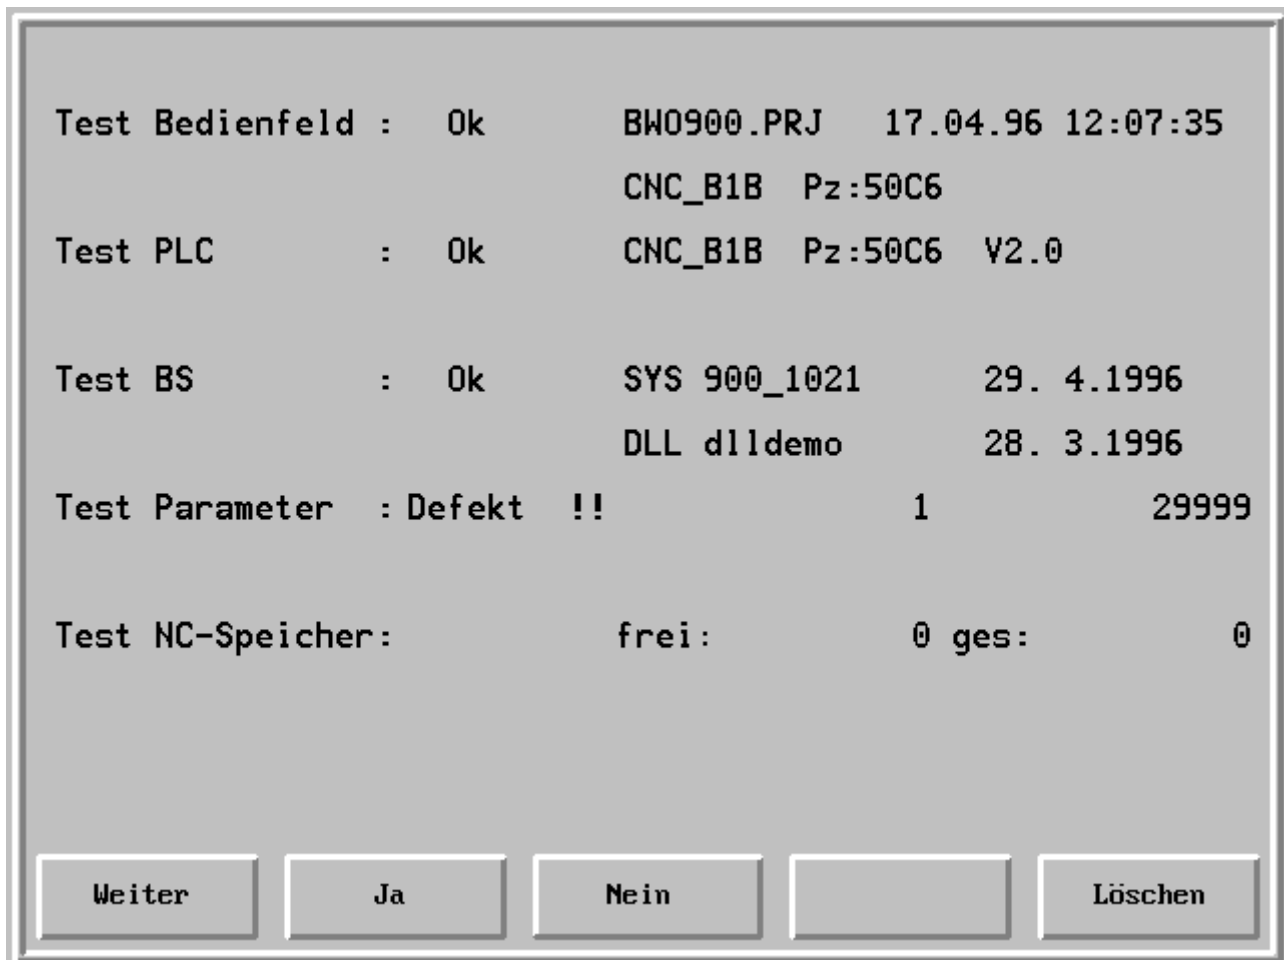 Test Bedienfeld : Ok BWO900.PRJ 17.04.96 12:07:35
CNC_B1B Pz:50C6
Test PLC : Ok CNC_B1B Pz:50C6 V2.0
Test BS : Ok SYS 900_1021 29. 4.1996
DLL dlldemo 28. 3.1996
Test Parameter : Defekt !! 1 29999
Test NC-Speicher: frei: 0 ges: 0
Weiter Ja Nein Löschen